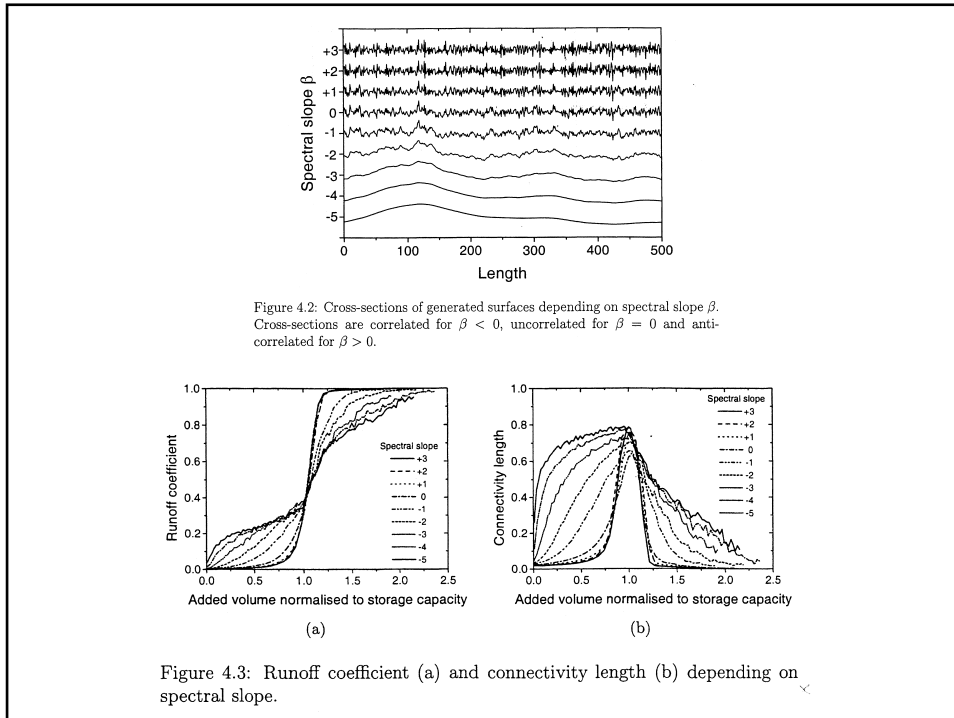 Spectral slope β
+3
+2
+1
0
-1
-2
-3
-4
-5
0 100 200 300 400 500
Length
Figure 4.2: Cross-sections of generated surfaces depending on spectral slope β.
Cross-sections are correlated for β < 0, uncorrelated for β = 0 and anti-
correlated for β > 0.
Runoff coefficient
1.0
0.8
0.6
0.4
0.2
0.0
Spectral slope
+3
+2
+1
0
-1
-2
-3
-4
-5
0.0 0.5 1.0 1.5 2.0 2.5
Added volume normalised to storage capacity
(a)
Connectivity length
1.0
0.8
0.6
0.4
0.2
0.0
Spectral slope
+3
+2
+1
0
-1
-2
-3
-4
-5
0.0 0.5 1.0 1.5 2.0 2.5
Added volume normalised to storage capacity
(b)
Figure 4.3: Runoff coefficient (a) and connectivity length (b) depending on
spectral slope.